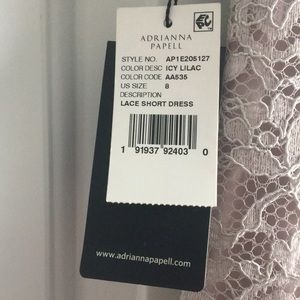 ADRIANNA
PAPELL
STYLE NO. AP1E205127
COLOR DESC ICY LILAC
COLOR CODE AA535
US SIZE 8
DESCRIPTION
LACE SHORT DRESS
1 91937 92403 0
www.adriannapapell.com